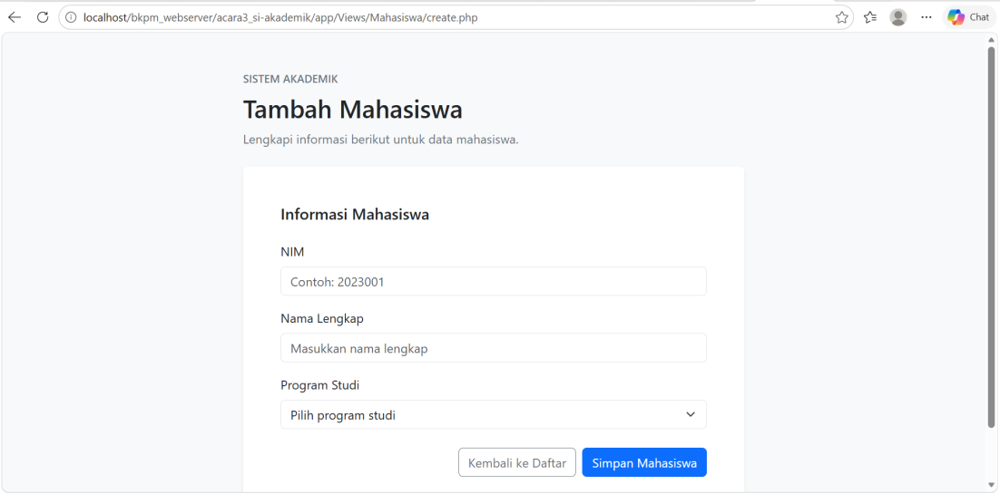 localhost/bkpm_webserver/acara3_si-akademik/app/Views/Mahasiswa/create.php
Chat
SISTEM AKADEMIK
Tambah Mahasiswa
Lengkapi informasi berikut untuk data mahasiswa.
Informasi Mahasiswa
NIM
Contoh: 2023001
Nama Lengkap
Masukkan nama lengkap
Program Studi
Pilih program studi
Kembali ke Daftar
Simpan Mahasiswa